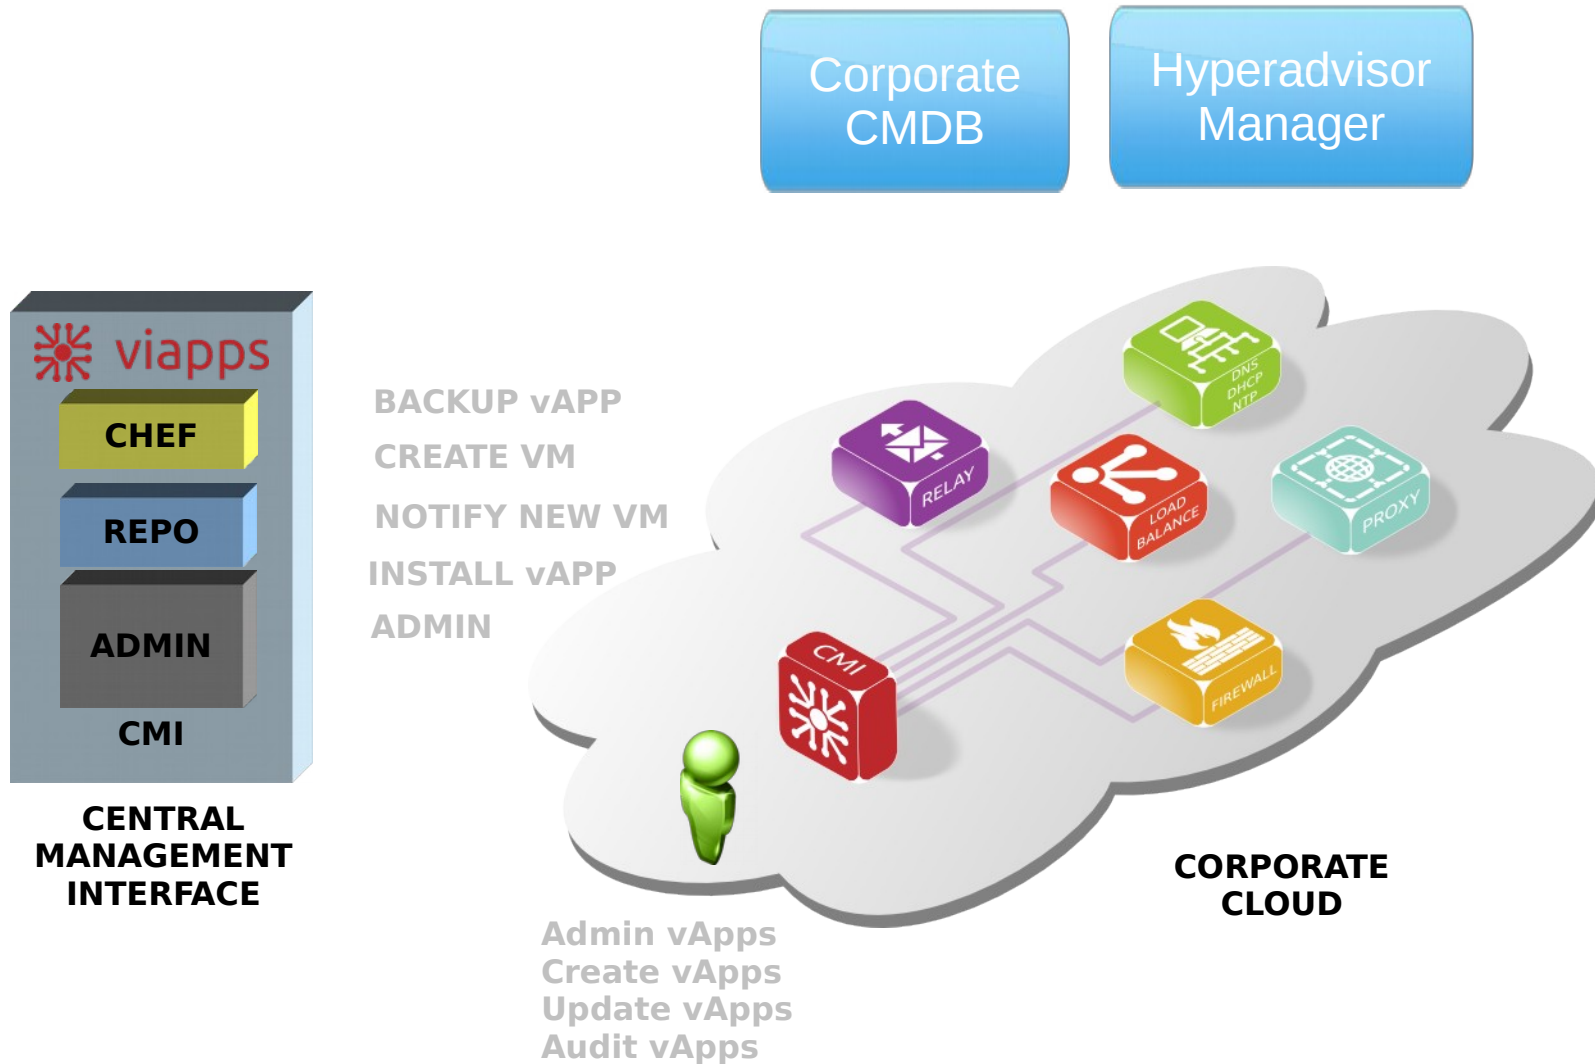 Corporate
CMDB
Hyperadvisor
Manager
viapps
CHEF
REPO
ADMIN
CMI
CENTRAL
MANAGEMENT
INTERFACE
BACKUP vAPP
CREATE VM
NOTIFY NEW VM
INSTALL vAPP
ADMIN
DNS
DHCP
NTP
RELAY
LOAD
BALANCE
PROXY
CMI
FIREWALL
CORPORATE
CLOUD
Admin vApps
Create vApps
Update vApps
Audit vApps